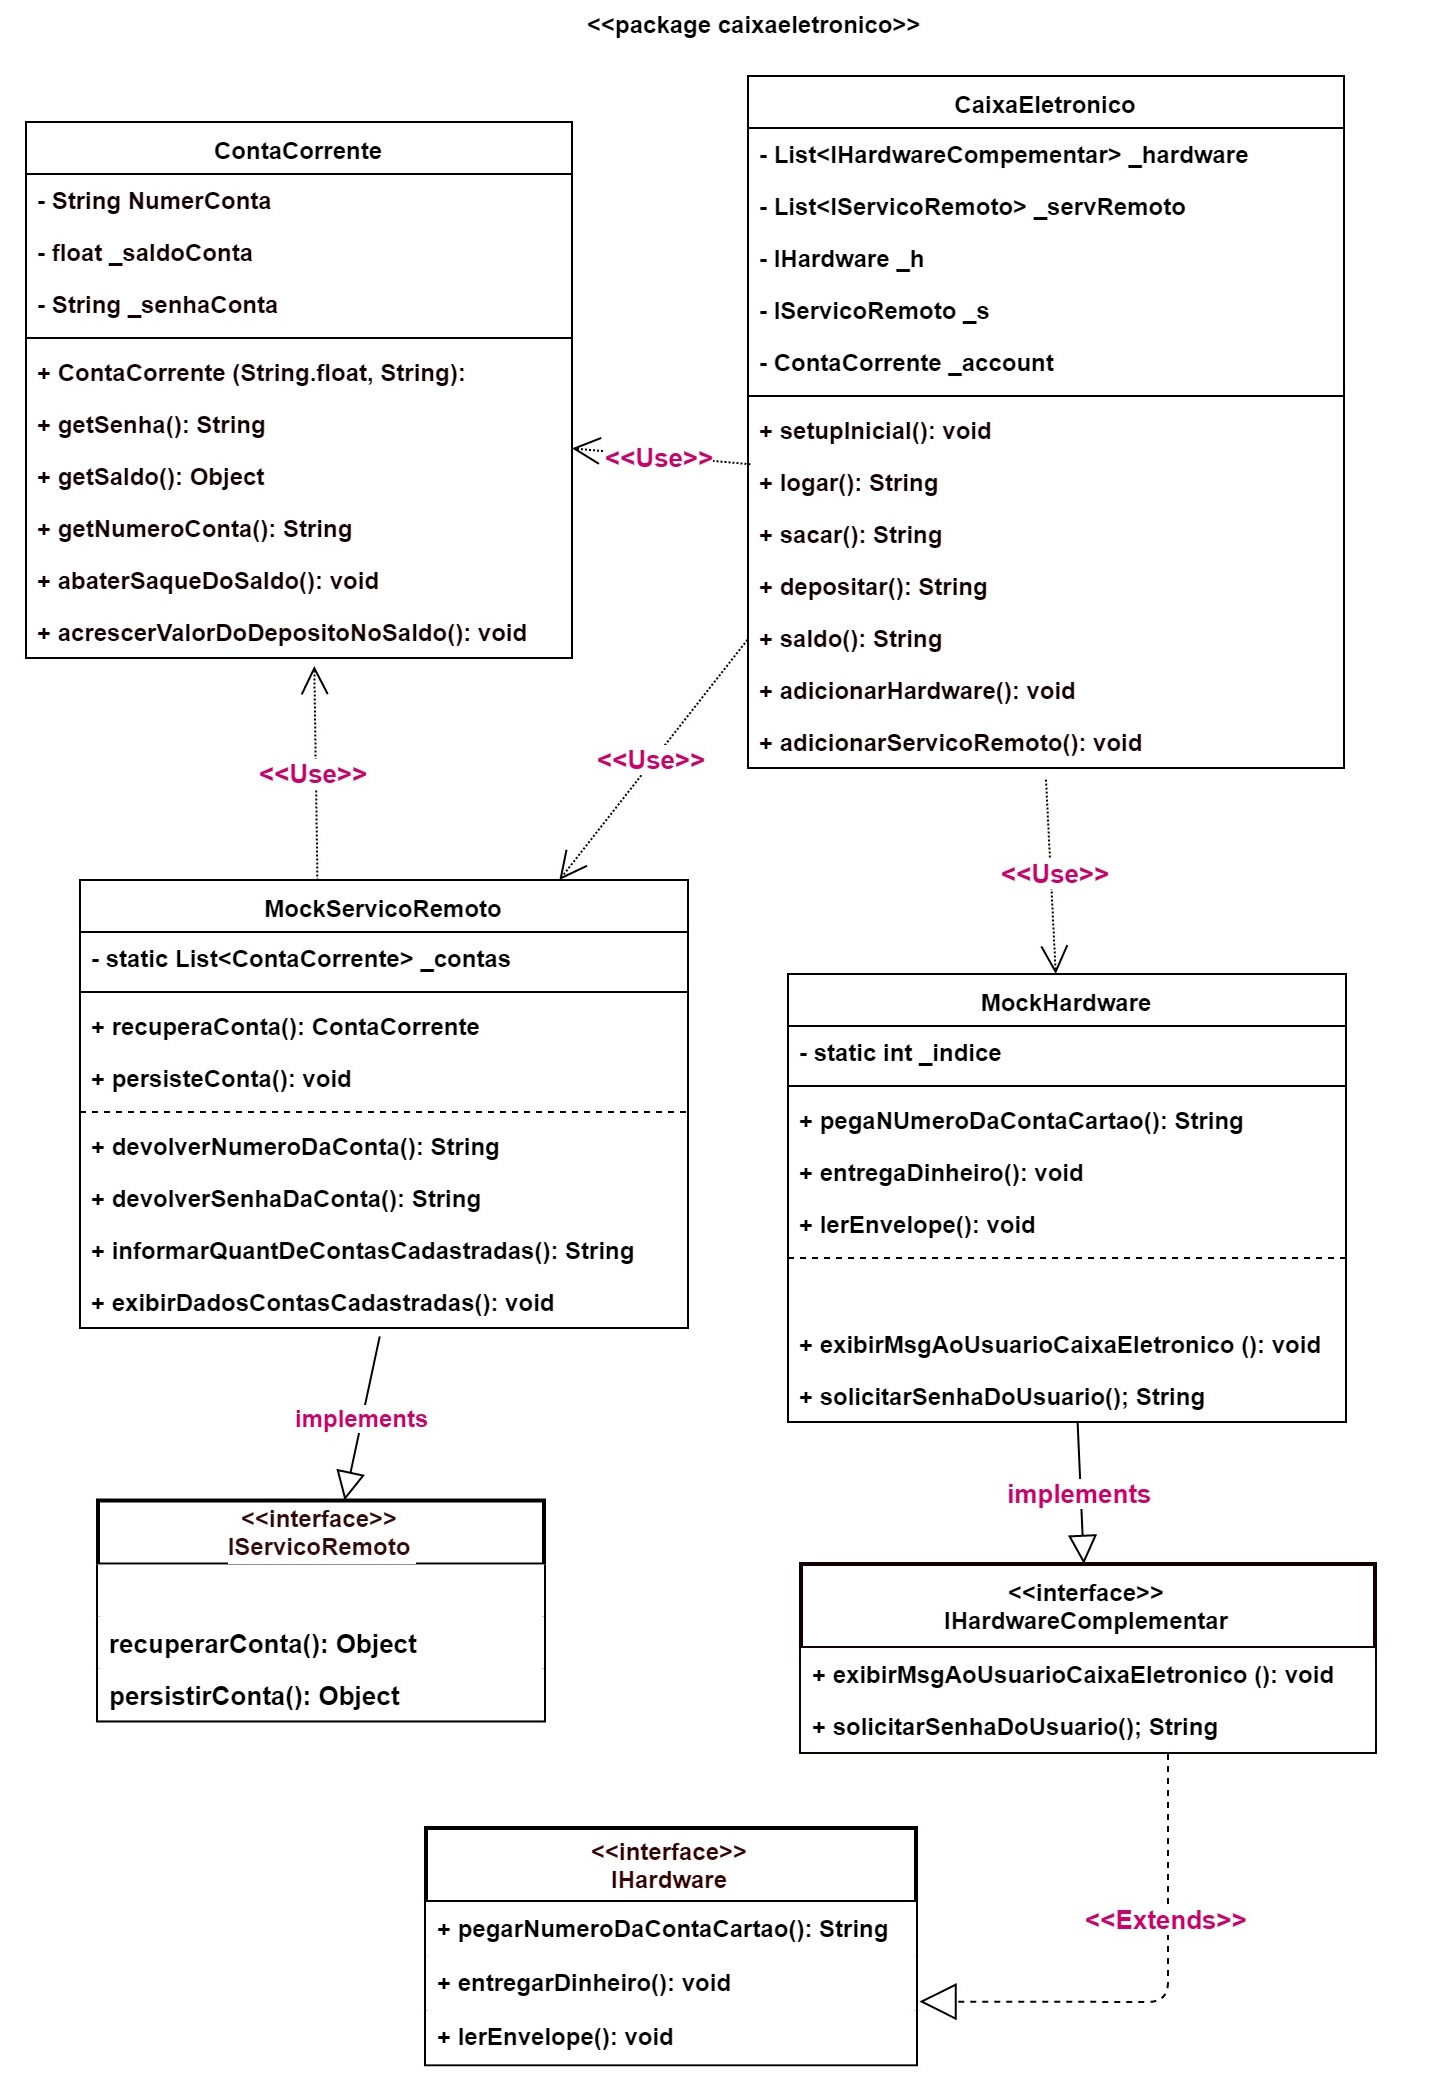 <<package caixaeletronico>>
ContaCorrente
- String NumerConta
- float _saldoConta
- String _senhaConta
+ ContaCorrente (String.float, String):
+ getSenha(): String
+ getSaldo(): Object
+ getNumeroConta(): String
+ abaterSaqueDoSaldo(): void
+ acrescerValorDoDepositoNoSaldo(): void
CaixaEletronico
- List<IHardwareCompementar> _hardware
- List<IServicoRemoto> _servRemoto
- IHardware _h
- IServicoRemoto _s
- ContaCorrente _account
+ setupInicial(): void
+ logar(): String
+ sacar(): String
+ depositar(): String
+ saldo(): String
+ adicionarHardware(): void
+ adicionarServicoRemoto(): void
<<Use>>
<<Use>>
<<Use>>
<<Use>>
MockServicoRemoto
- static List<ContaCorrente> _contas
+ recuperaConta(): ContaCorrente
+ persisteConta(): void
+ devolverNumeroDaConta(): String
+ devolverSenhaDaConta(): String
+ informarQuantDeContasCadastradas(): String
+ exibirDadosContasCadastradas(): void
MockHardware
- static int _indice
+ pegaNUmeroDaContaCartao(): String
+ entregaDinheiro(): void
+ lerEnvelope(): void
+ exibirMsgAoUsuarioCaixaEletronico (): void
+ solicitarSenhaDoUsuario(); String
implements
implements
<<interface>>
IServicoRemoto
recuperarConta(): Object
persistirConta(): Object
<<interface>>
IHardwareComplementar
+ exibirMsgAoUsuarioCaixaEletronico (): void
+ solicitarSenhaDoUsuario(); String
<<interface>>
IHardware
+ pegarNumeroDaContaCartao(): String
+ entregarDinheiro(): void
+ lerEnvelope(): void
<<Extends>>